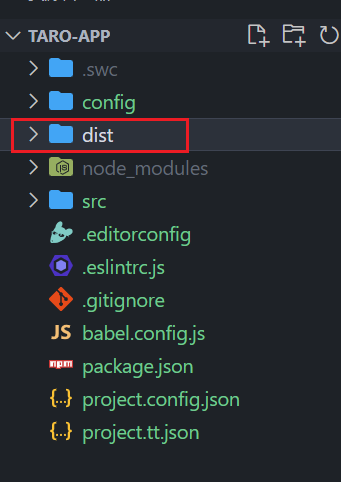 TARO-APP
.swc
config
dist
node_modules
src
.editorconfig
.eslintrc.js
.gitignore
JS babel.config.js
npm package.json
{..} project.config.json
{..} project.tt.json